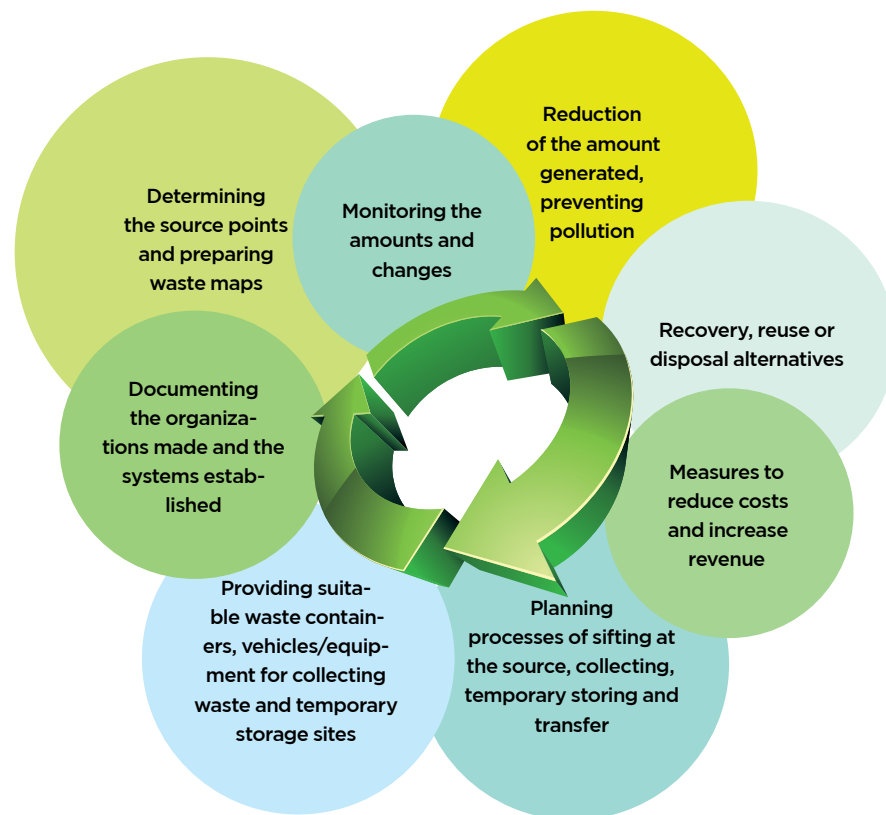 Reduction
of the amount
generated,
preventing
pollution
Determining
the source points
and preparing
waste maps
Monitoring the
amounts and
changes
Recovery, reuse or
disposal alternatives
Documenting
the organiza-
tions made and the
systems estab-
lished
Measures to
reduce costs
and increase
revenue
Providing suita-
ble waste contain-
ers, vehicles/equip-
ment for collecting
waste and temporary
storage sites
Planning
processes of sifting at
the source, collecting,
temporary storing and
transfer